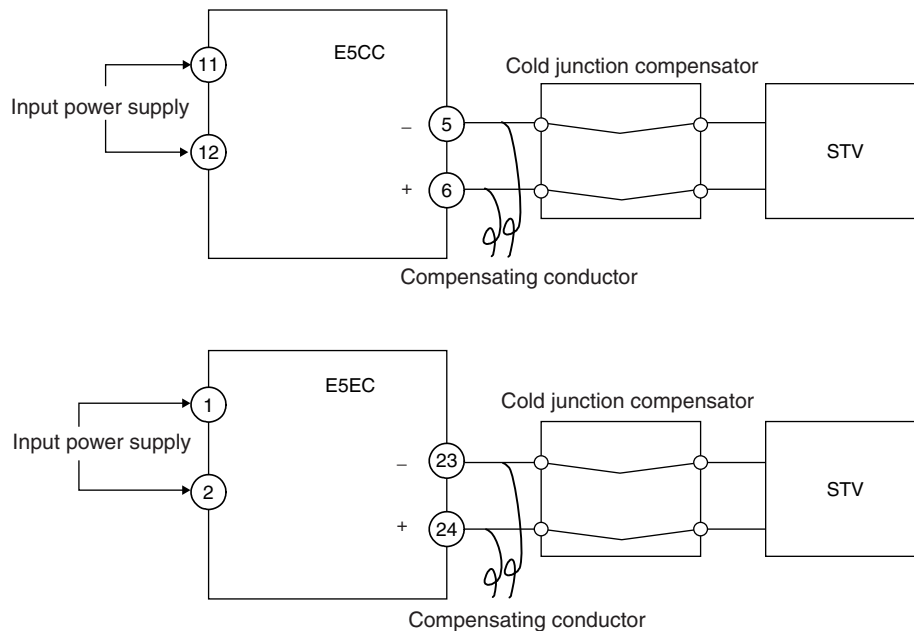 E5CC
11
Input power supply
12
Cold junction compensator
−
5
+
6
STV
Compensating conductor
E5EC
1
Input power supply
2
Cold junction compensator
−
23
+
24
STV
Compensating conductor